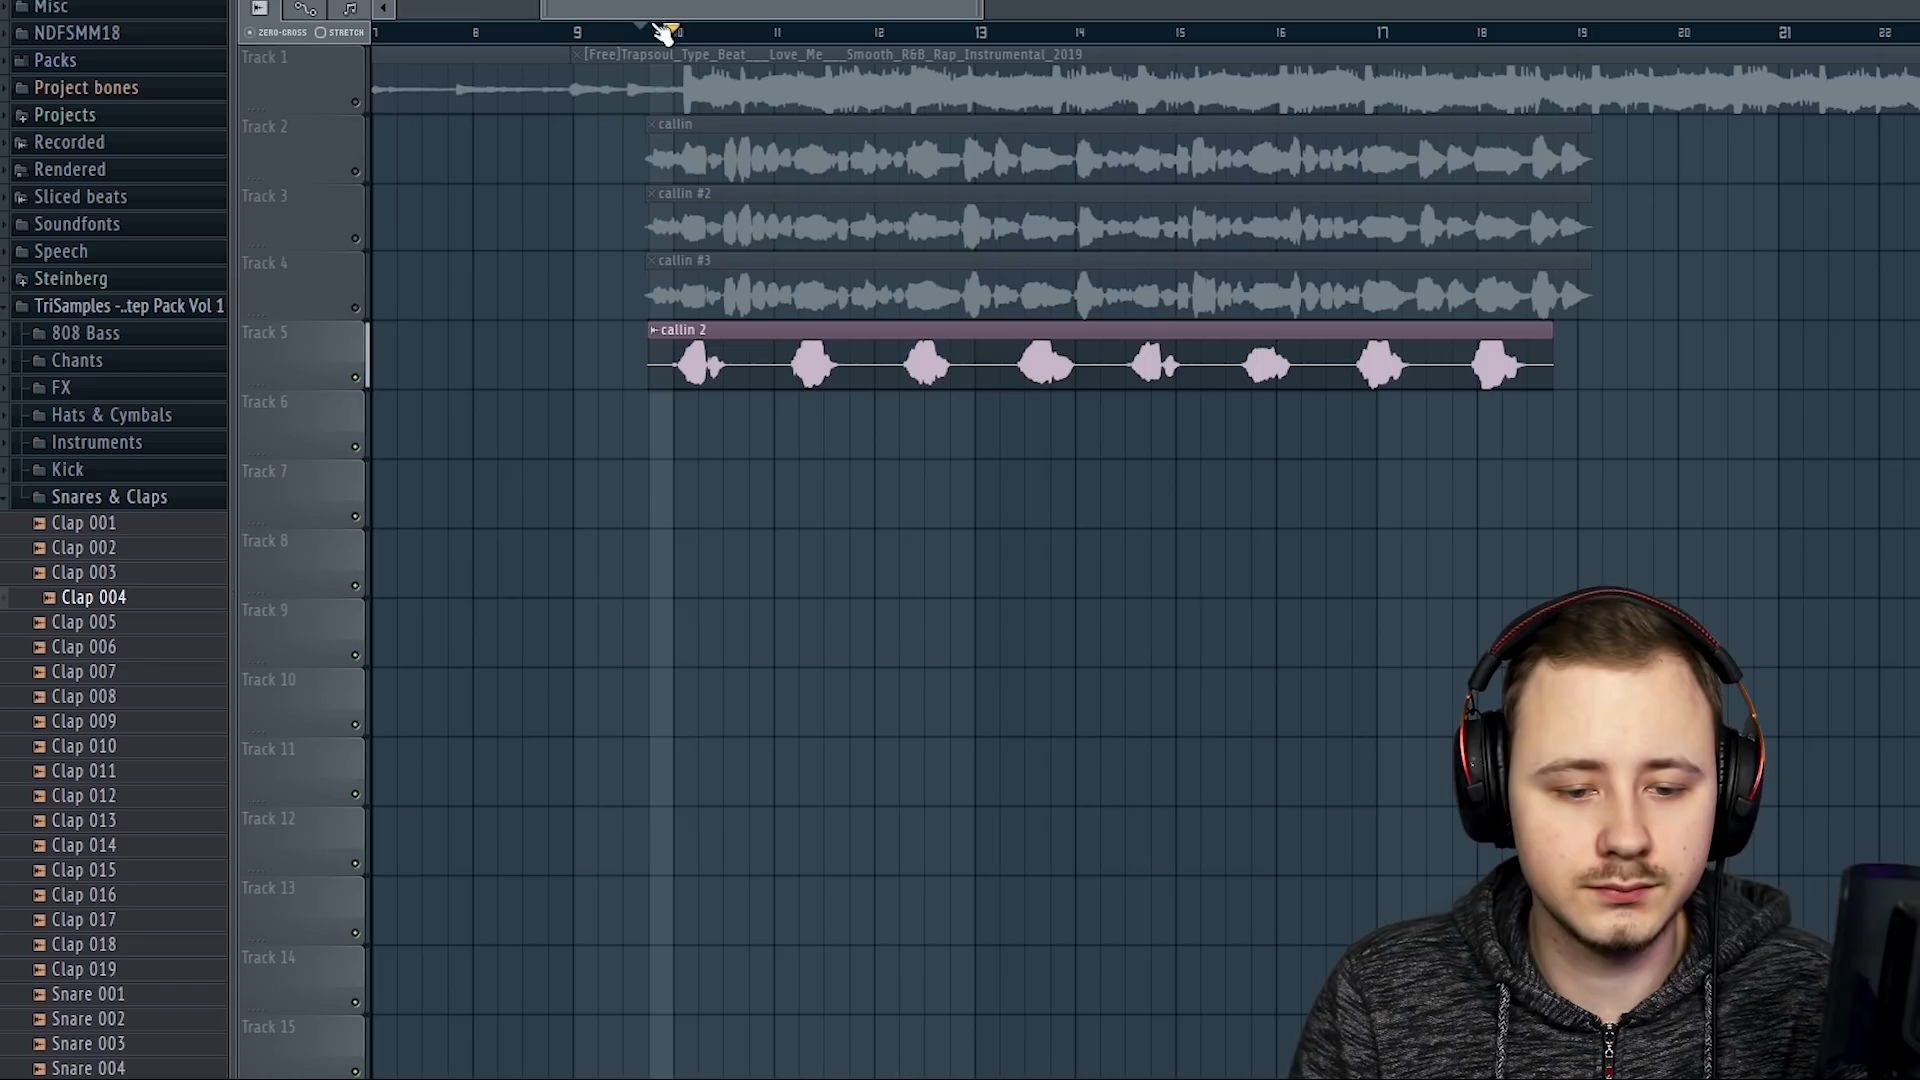 Misc
NDFSMM18
Packs
Project bones
Projects
Recorded
Rendered
Sliced beats
Soundfonts
Speech
Steinberg
TriSamples -..tep Pack Vol 1
808 Bass
Chants
FX
Hats & Cymbals
Instruments
Kick
Snares & Claps
Clap 001
Clap 002
Clap 003
Clap 004
Clap 005
Clap 006
Clap 007
Clap 008
Clap 009
Clap 010
Clap 011
Clap 012
Clap 013
Clap 014
Clap 015
Clap 016
Clap 017
Clap 018
Clap 019
Snare 001
Snare 002
Snare 003
Snare 004
ZERO-CROSS STRETCH
7 8 9 10 11 12 13 14 15 16 17 18 19 20 21 22
Track 1
[Free]Trapsoul_Type_Beat___Love_Me___Smooth_R&B_Rap_Instrumental_2019
Track 2
callin
Track 3
callin #2
Track 4
callin #3
Track 5
callin 2
Track 6
Track 7
Track 8
Track 9
Track 10
Track 11
Track 12
Track 13
Track 14
Track 15